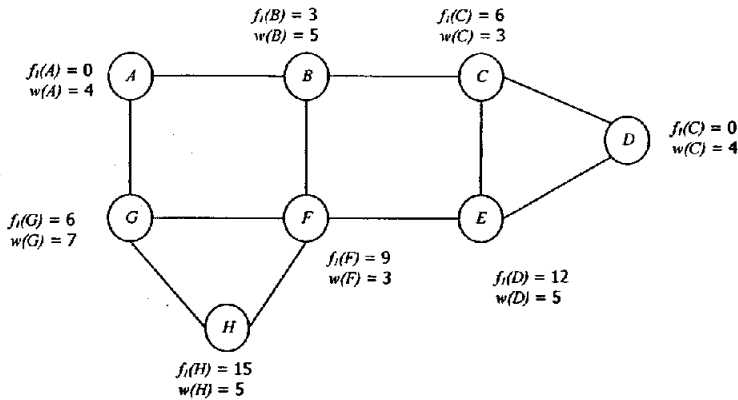 f₁(B) = 3
w(B) = 5
f₁(C) = 6
w(C) = 3
f₁(A) = 0
w(A) = 4
A
B
C
D
f₁(C) = 0
w(C) = 4
f₁(G) = 6
w(G) = 7
G
F
E
f₁(F) = 9
w(F) = 3
f₁(D) = 12
w(D) = 5
H
f₁(H) = 15
w(H) = 5